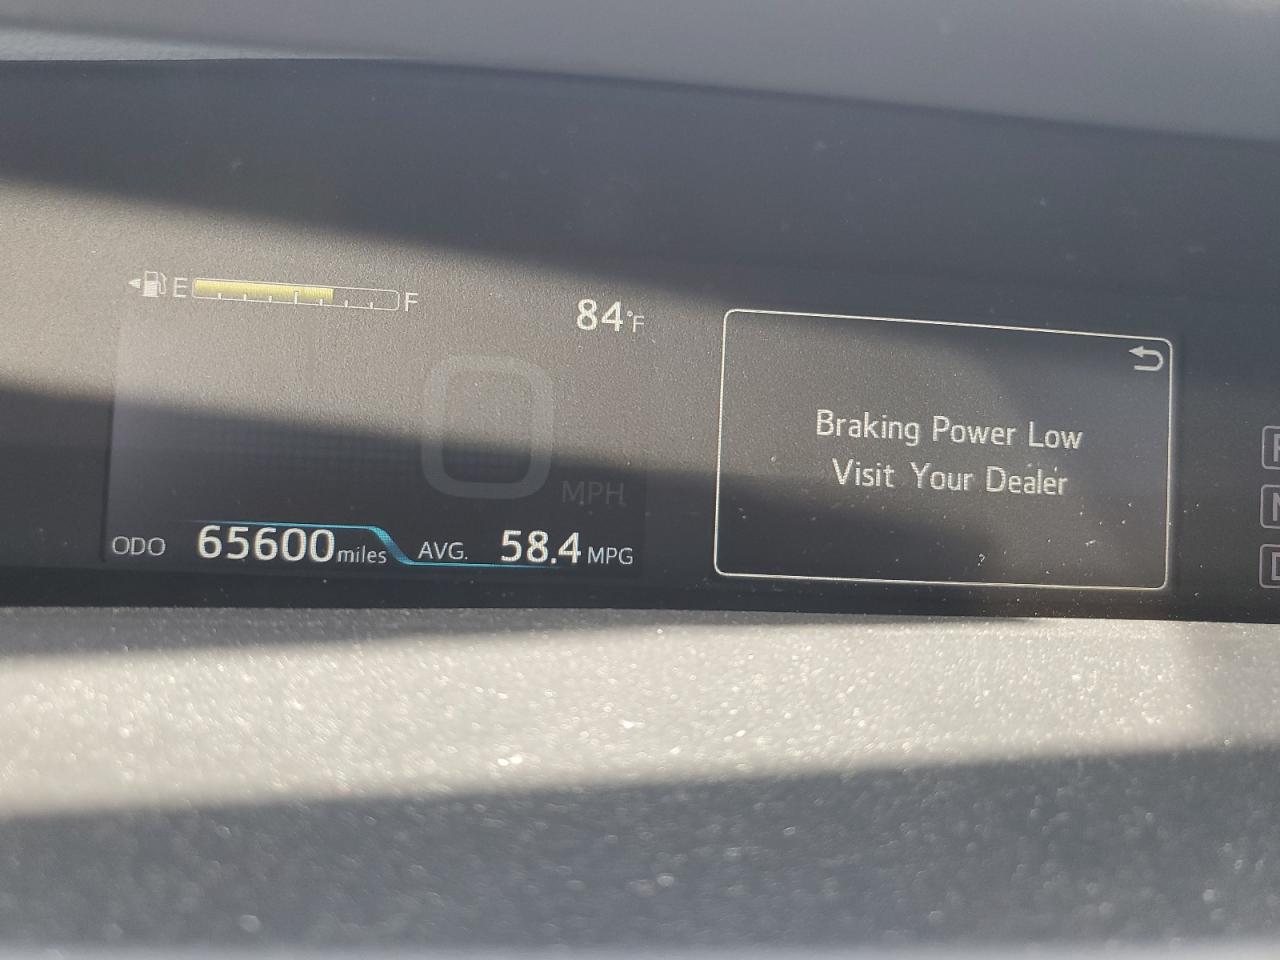 E F
84°F
0
MPH
ODO 65600 miles AVG. 58.4 MPG
Braking Power Low
Visit Your Dealer
N